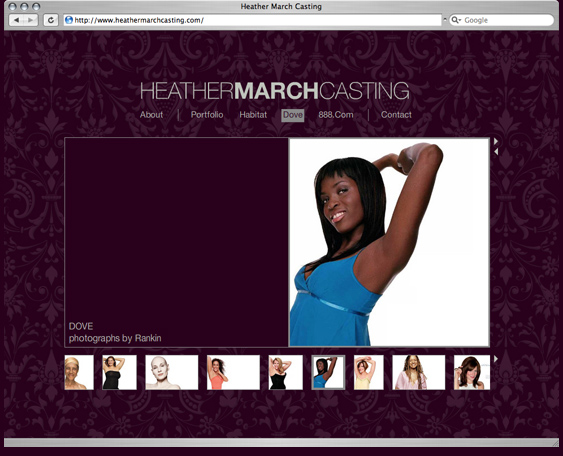 Heather March Casting
http://www.heathermarchcasting.com/
Google
HEATHERMARCHCASTING
About Portfolio Habitat Dove 888.Com Contact
DOVE
photographs by Rankin